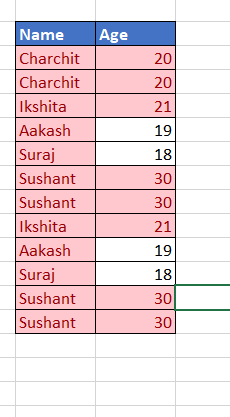 Name Age
Charchit 20
Charchit 20
Ikshita 21
Aakash 19
Suraj 18
Sushant 30
Sushant 30
Ikshita 21
Aakash 19
Suraj 18
Sushant 30
Sushant 30